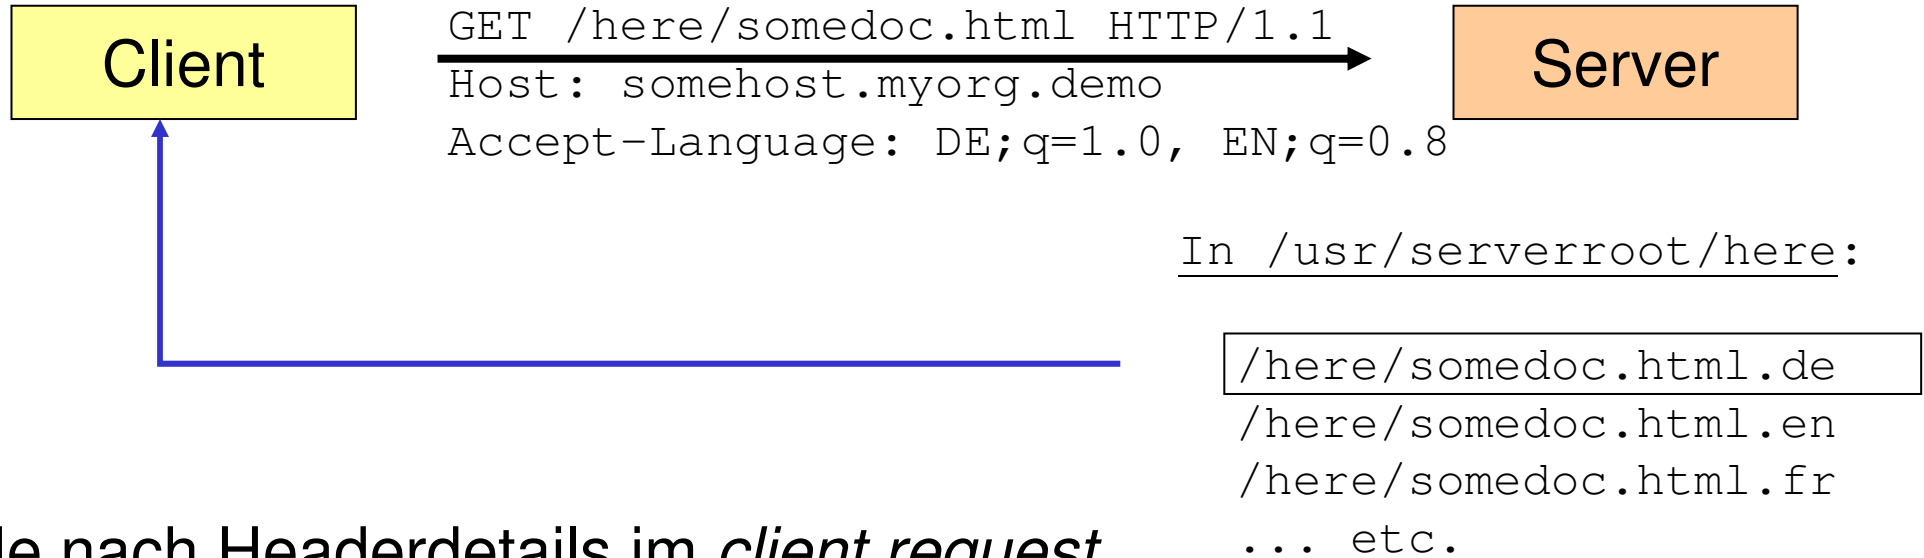 Client
GET /here/somedoc.html HTTP/1.1
Host: somehost.myorg.demo
Accept-Language: DE;q=1.0, EN;q=0.8
Server
In /usr/serverroot/here:
/here/somedoc.html.de
/here/somedoc.html.en
/here/somedoc.html.fr
... etc.
nach Headerdetails im client request